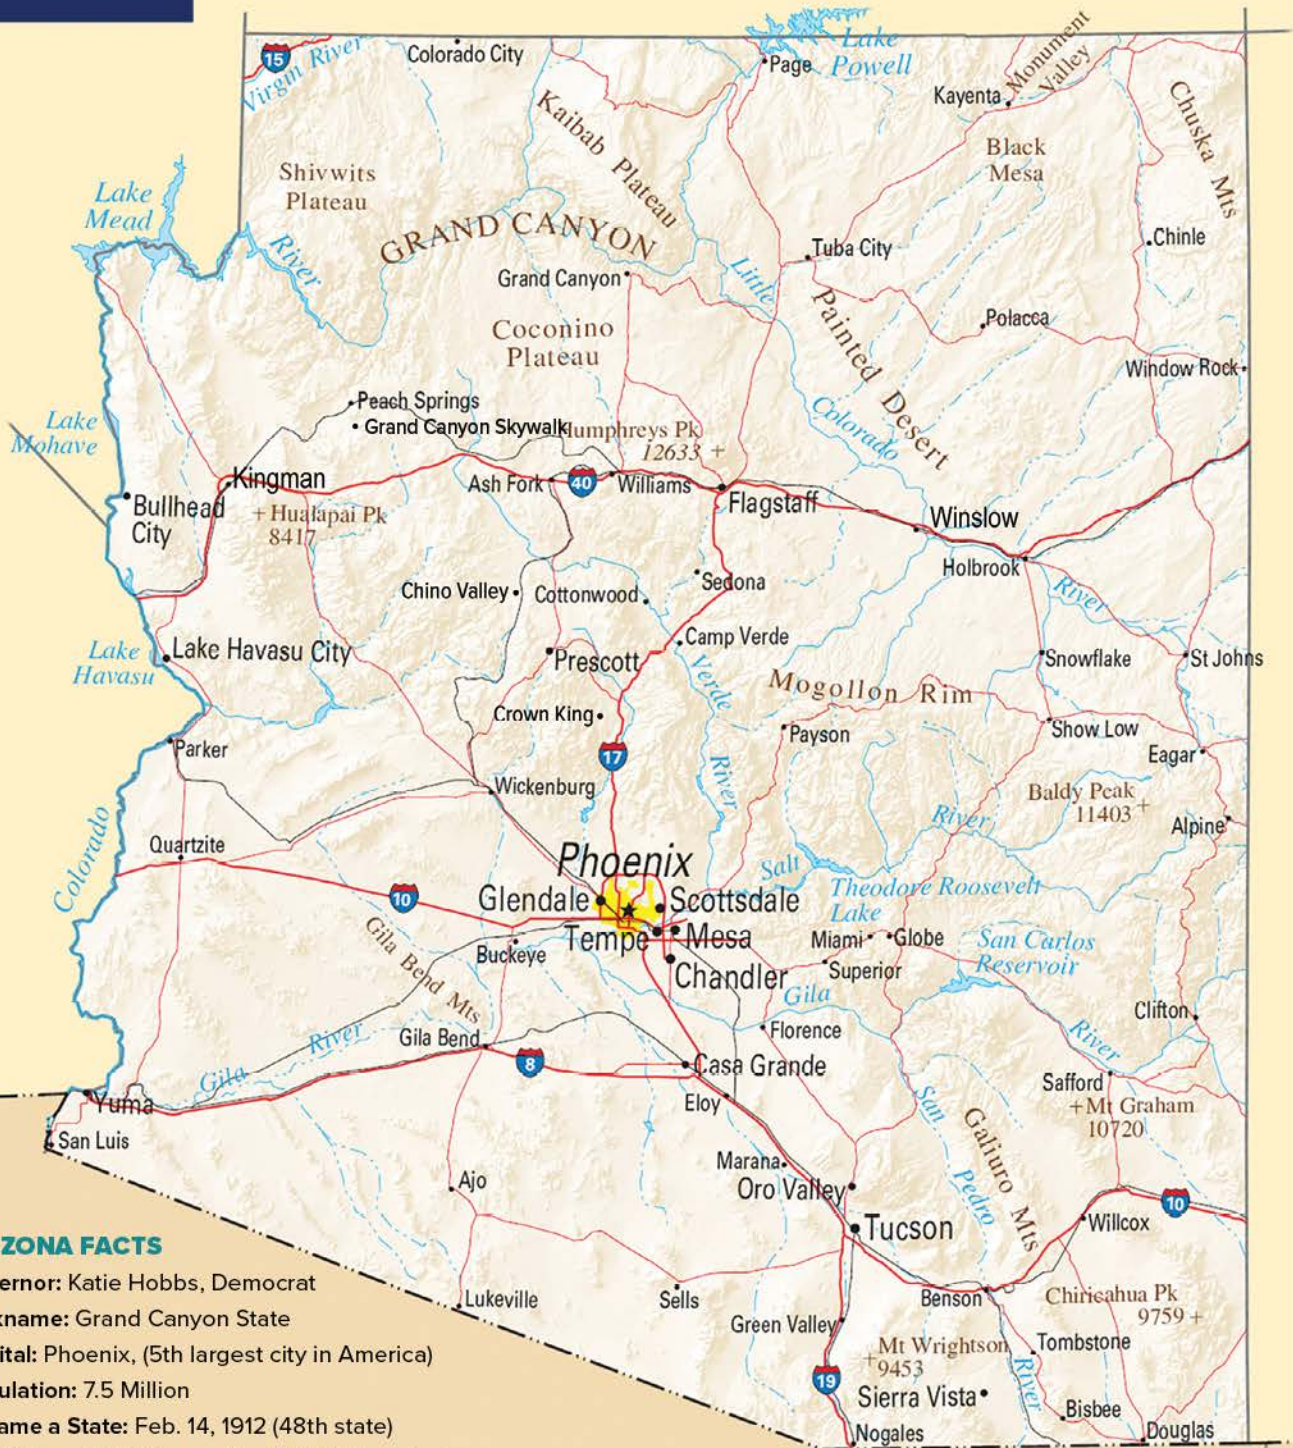 15
Virgin River
Colorado City
Lake
Powell
Page
Monument
Valley
Kayenta
Chuska Mts
Kaibab Plateau
Black
Mesa
Shivwits
Plateau
Lake
Mead
River
GRAND CANYON
Tuba City
Chinle
Grand Canyon
Little
Painted Desert
Polacca
Coconino
Plateau
Window Rock
Peach Springs
Grand Canyon Skywalk
Humphreys Pk
12633
Colorado
Lake
Mohave
Kingman
Ash Fork
40
Williams
Flagstaff
Bullhead
City
Hualapai Pk
8417
Winslow
Holbrook
Sedona
Chino Valley
Cottonwood
River
Camp Verde
Lake Havasu City
Lake
Havasu
Prescott
Verde
Snowflake
St Johns
Mogollon Rim
Crown King
Payson
Show Low
Parker
17
Eagar
River
Wickenburg
Baldy Peak
11403
River
Alpine
Colorado
Quartzite
Phoenix
Salt
10
Glendale
Scottsdale
Theodore Roosevelt
Lake
Tempe
Mesa
Miami
Globe
San Carlos
Reservoir
Gila Bend Mts
Buckeye
Chandler
Superior
Gila
Clifton
River
Gila Bend
Florence
River
8
Casa Grande
Gila
Safford
Yuma
Eloy
San
Mt Graham
10720
San Luis
Galiuro Mts
Marana
Ajo
Oro Valley
Pedro
10
Tucson
Willcox
Lukeville
Sells
Benson
Chiricahua Pk
9759
Green Valley
Mt Wrightson
9453
Tombstone
19
Sierra Vista
River
Bisbee
Nogales
Douglas
ZONA FACTS
ernor: Katie Hobbs, Democrat
kname: Grand Canyon State
ital: Phoenix, (5th largest city in America)
ulation: 7.5 Million
ame a State: Feb. 14, 1912 (48th state)